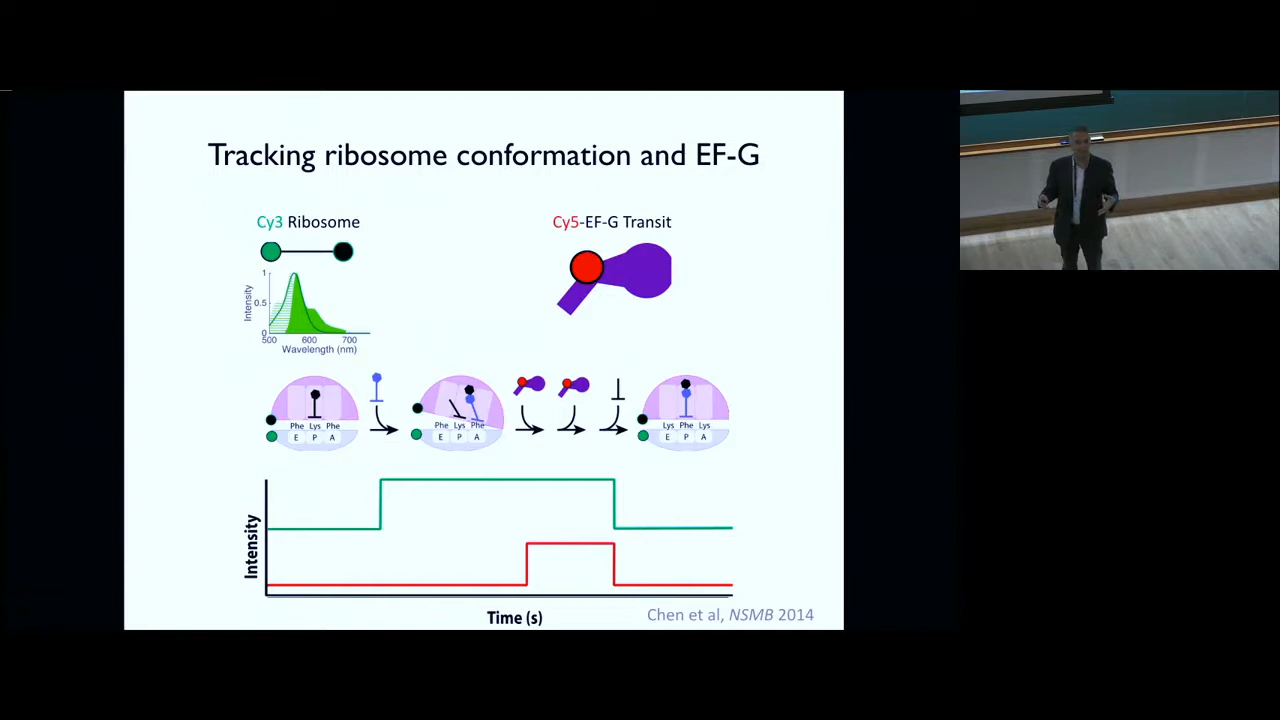 Tracking ribosome conformation and EF-G
Cy3 Ribosome
Cy5-EF-G Transit
Intensity
1
0.5
0
500 600 700
Wavelength (nm)
Phe Lys Phe
E P A
Phe Lys Phe
E P A
Lys Phe Lys
E P A
Intensity
Time (s)
Chen et al, NSMB 2014